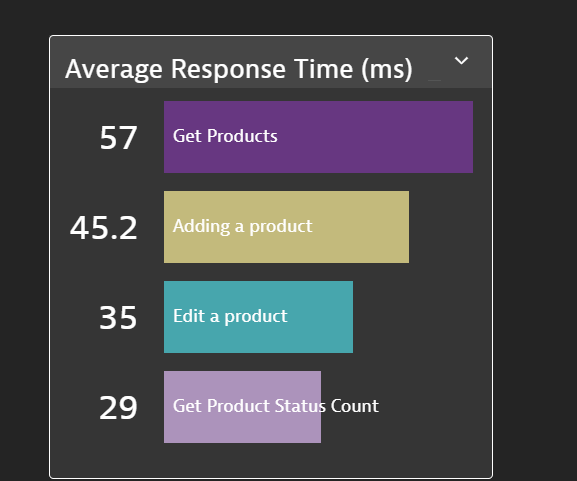 Average Response Time (ms)
57 Get Products
45.2 Adding a product
35 Edit a product
29 Get Product Status Count